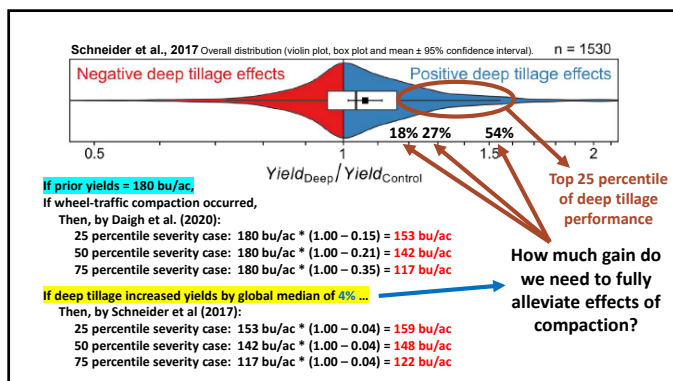 Schneider et al., 2017 Overall distribution (violin plot, box plot and mean ± 95% confidence interval).
n = 1530
Negative deep tillage effects
Positive deep tillage effects
18% 27% 54%
0.5 1 1.5 2
Yield Deep / Yield Control
Top 25 percentile
of deep tillage
performance
If prior yields = 180 bu/ac,
If wheel-traffic compaction occurred,
Then, by Daigh et al. (2020):
25 percentile severity case: 180 bu/ac * (1.00 – 0.15) = 153 bu/ac
50 percentile severity case: 180 bu/ac * (1.00 – 0.21) = 142 bu/ac
75 percentile severity case: 180 bu/ac * (1.00 – 0.35) = 117 bu/ac
How much gain do
we need to fully
alleviate effects of
compaction?
If deep tillage increased yields by global median of 4% …
Then, by Schneider et al (2017):
25 percentile severity case: 153 bu/ac * (1.00 – 0.04) = 159 bu/ac
50 percentile severity case: 142 bu/ac * (1.00 – 0.04) = 148 bu/ac
75 percentile severity case: 117 bu/ac * (1.00 – 0.04) = 122 bu/ac